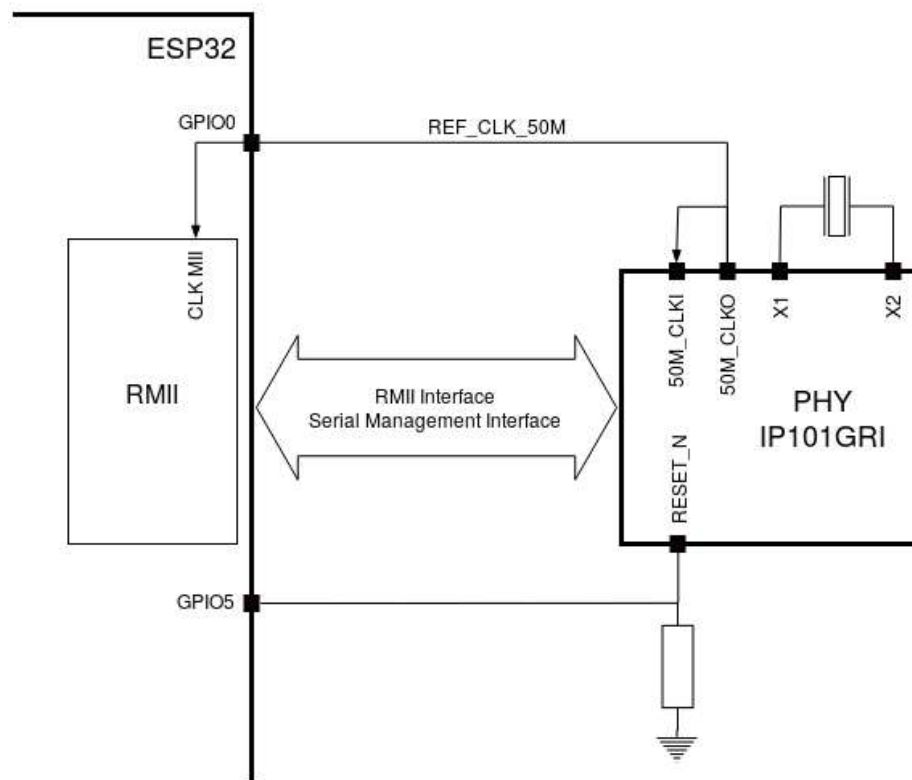 ESP32
GPIO0
REF_CLK_50M
CLK MII
50M_CLKI
50M_CLKO
X1
X2
RMII
RMII Interface
Serial Management Interface
PHY
IP101GRI
RESET_N
GPIO5